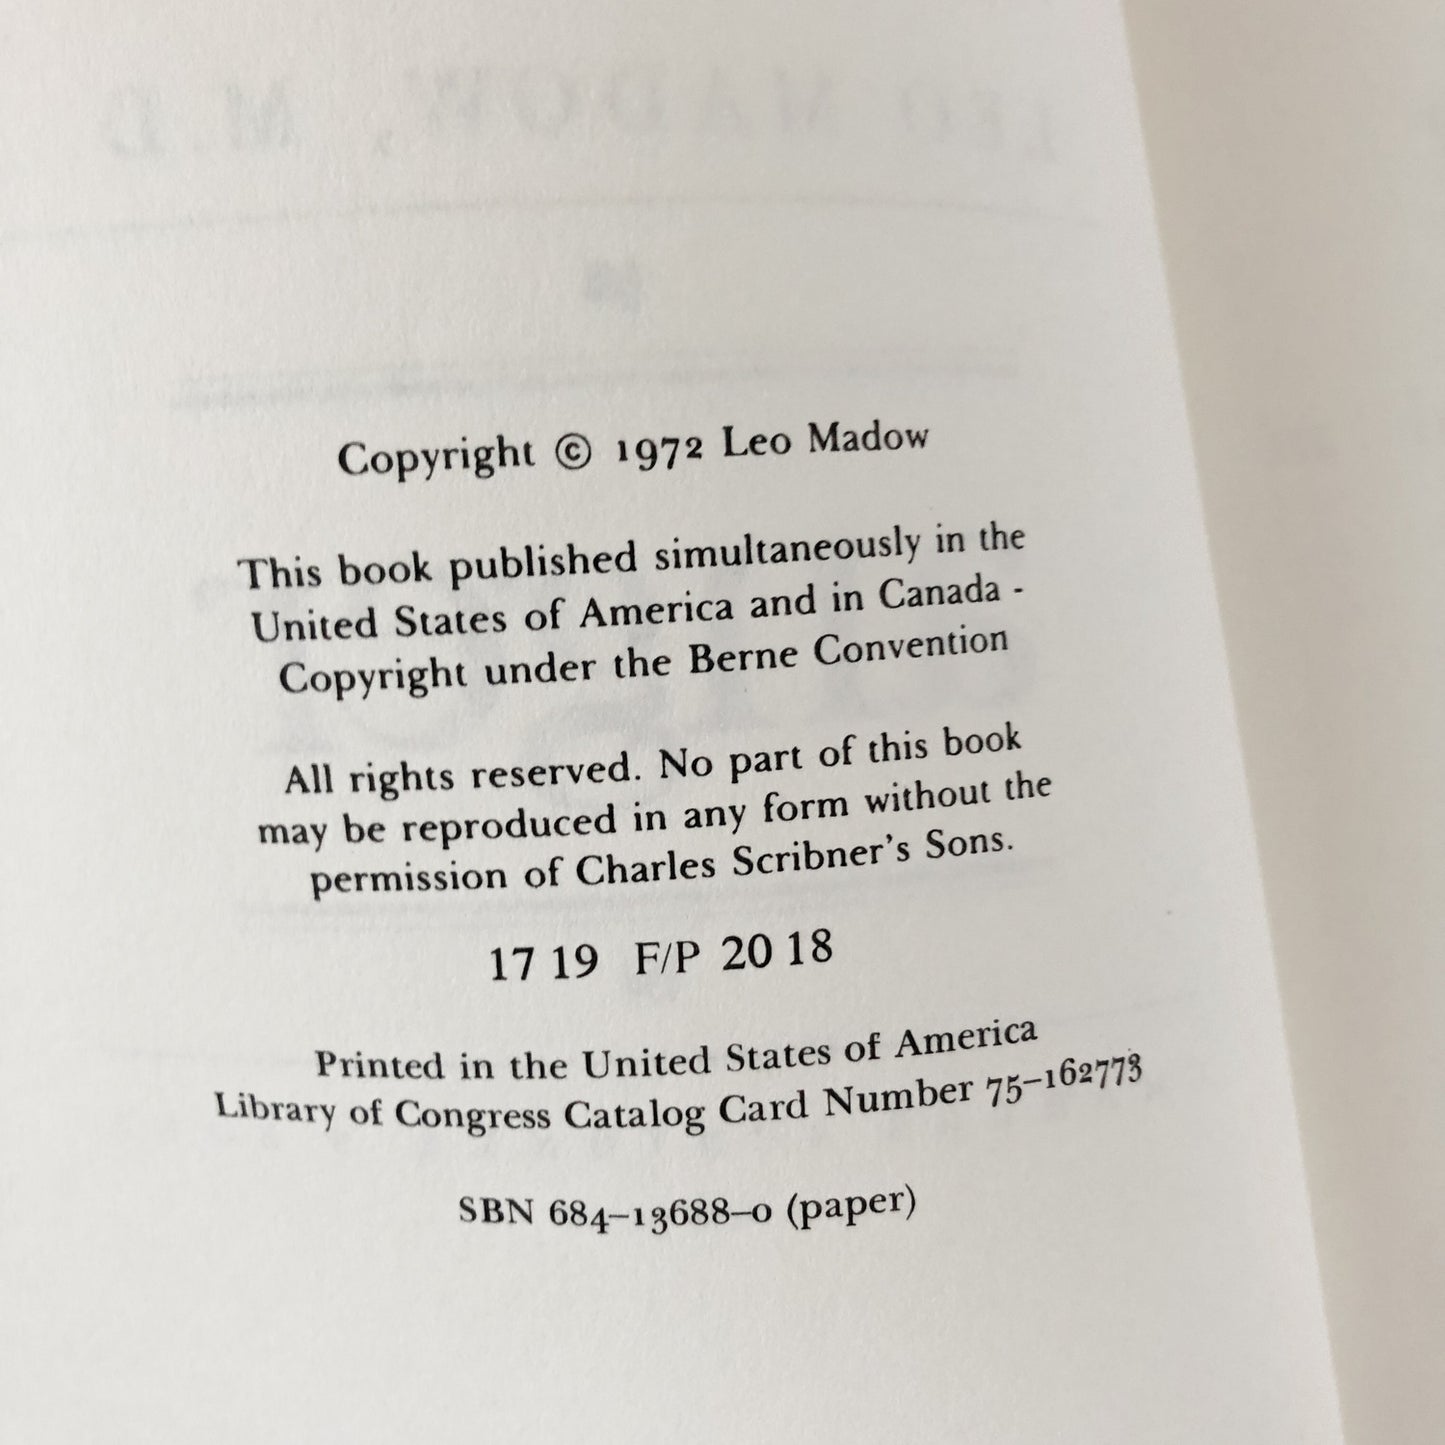 Copyright © 1972 Leo Madow
This book published simultaneously in the
United States of America and in Canada -
Copyright under the Berne Convention
All rights reserved. No part of this book
may be reproduced in any form without the
permission of Charles Scribner's Sons.
17 19 F/P 20 18
Printed in the United States of America
Library of Congress Catalog Card Number 75–162773
SBN 684–13688–0 (paper)